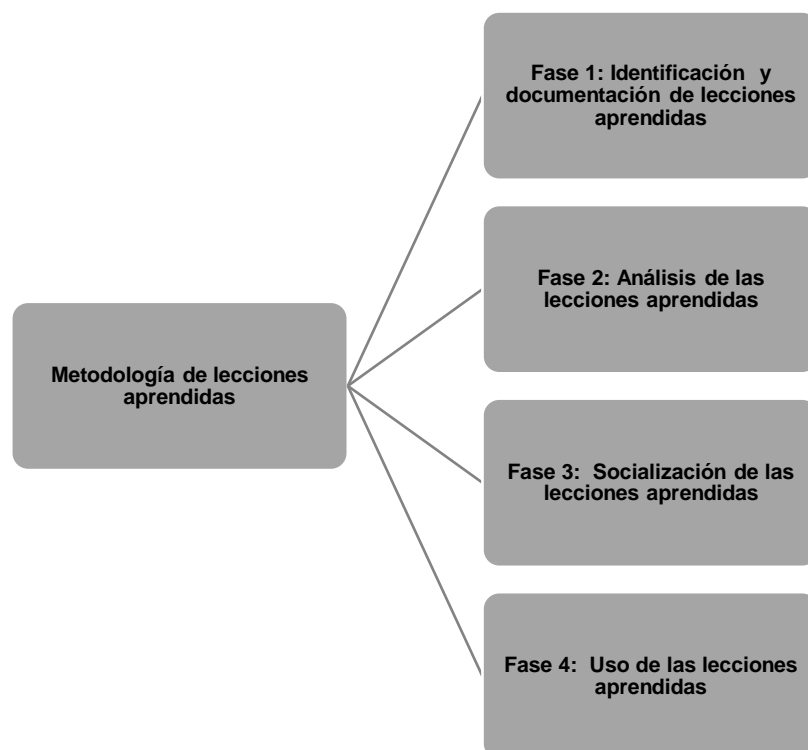 Fase 1: Identificación y
documentación de lecciones
aprendidas
Fase 2: Análisis de las
lecciones aprendidas
Metodología de lecciones
aprendidas
Fase 3: Socialización de las
lecciones aprendidas
Fase 4: Uso de las lecciones
aprendidas